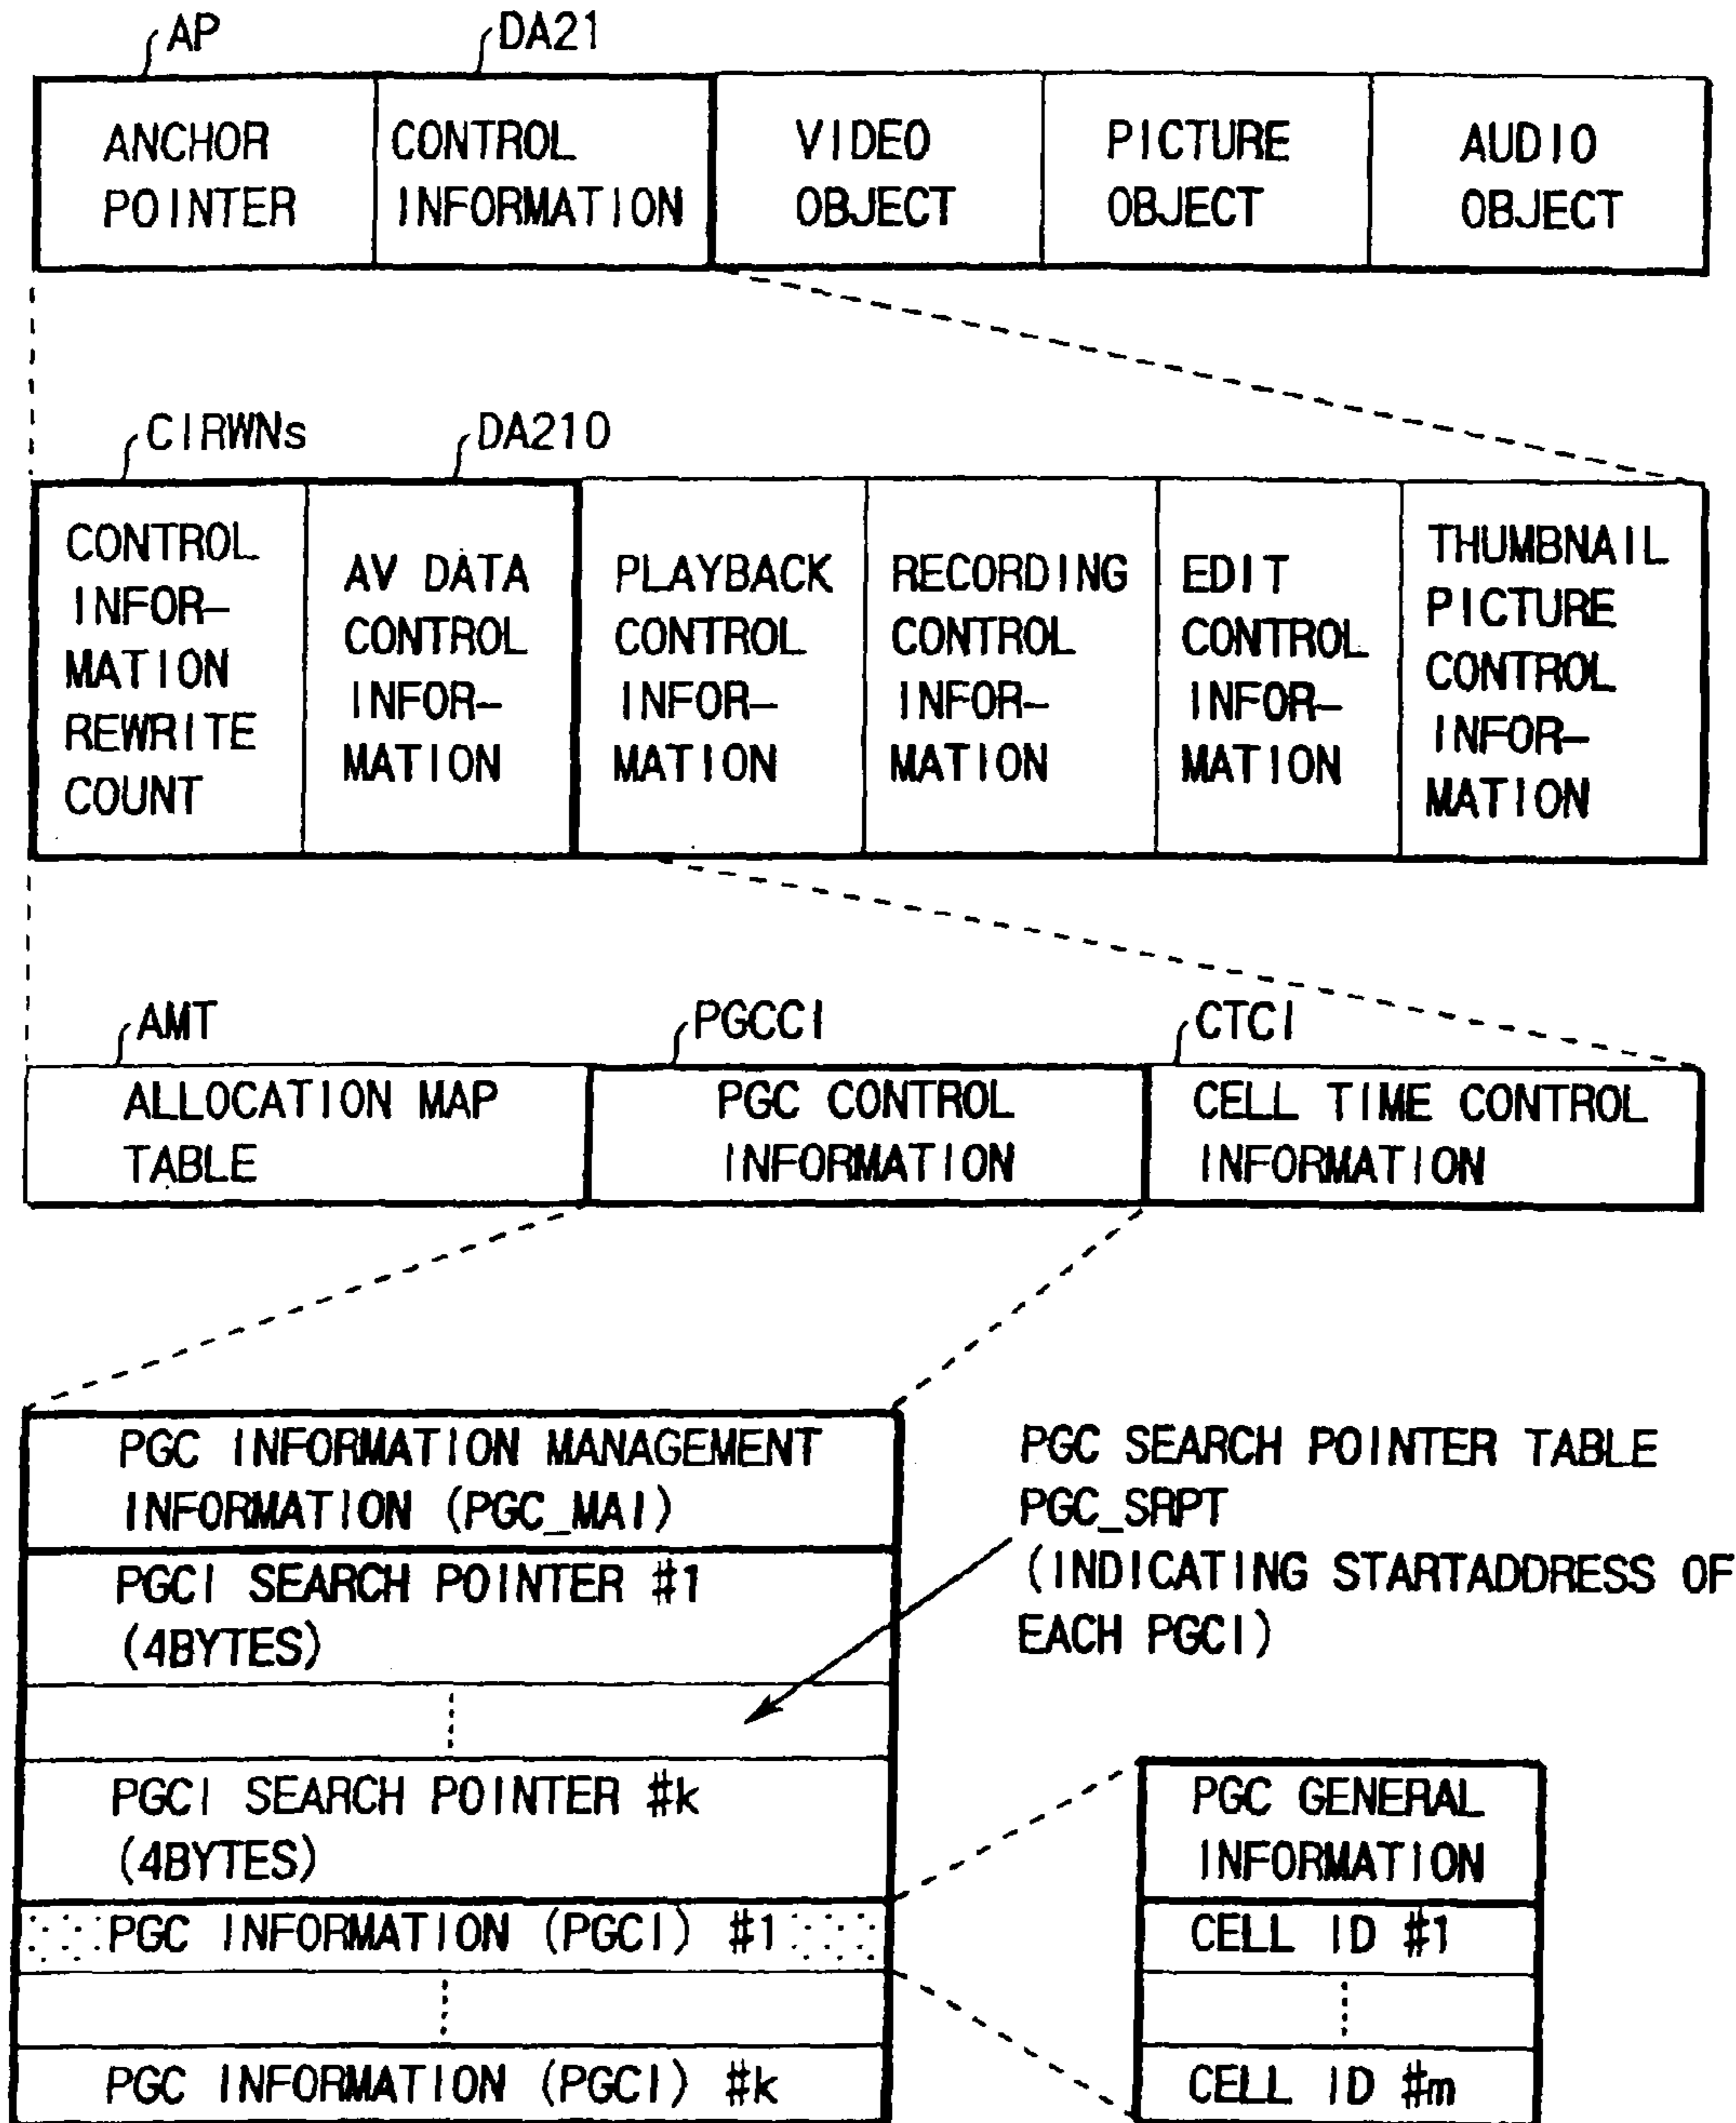 AP
DA21
ANCHOR
POINTER
CONTROL
INFORMATION
VIDEO
OBJECT
PICTURE
OBJECT
AUDIO
OBJECT
CIRWNs
DA210
CONTROL
INFOR-
MATION
REWRITE
COUNT
AV DATA
CONTROL
INFOR-
MATION
PLAYBACK
CONTROL
INFOR-
MATION
RECORDING
CONTROL
INFOR-
MATION
EDIT
CONTROL
INFOR-
MATION
THUMBNAIL
PICTURE
CONTROL
INFOR-
MATION
AMT
PGCCI
CTCI
ALLOCATION MAP
TABLE
PGC CONTROL
INFORMATION
CELL TIME CONTROL
INFORMATION
PGC INFORMATION MANAGEMENT
INFORMATION (PGC_MAI)
PGCI SEARCH POINTER #1
(4BYTES)
PGCI SEARCH POINTER #k
(4BYTES)
PGC INFORMATION (PGCI) #1
PGC INFORMATION (PGCI) #k
PGC SEARCH POINTER TABLE
PGC_SRPT
(INDICATING STARTADDRESS OF
EACH PGCI)
PGC GENERAL
INFORMATION
CELL ID #1
CELL ID #m